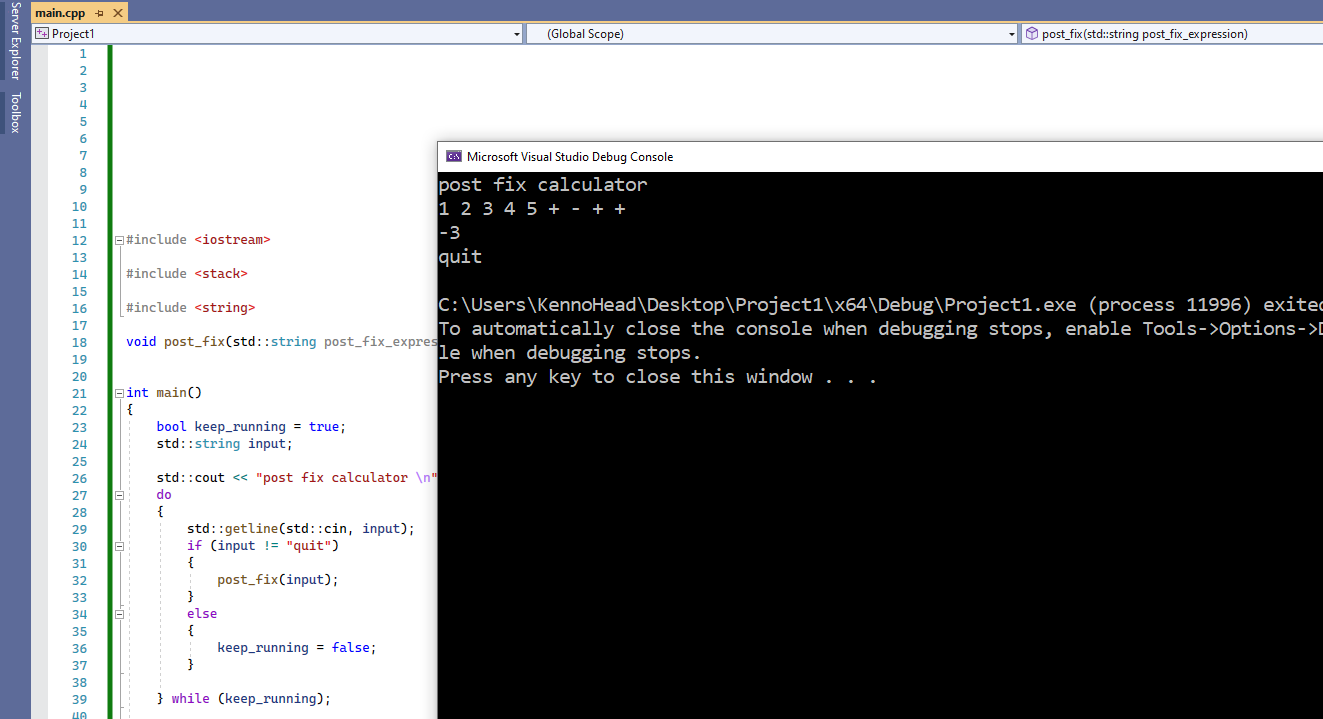 Server Explorer
Toolbox
main.cpp
Project1
(Global Scope)
post_fix(std::string post_fix_expression)
1
2
3
4
5
6
7
8
9
10
11
12 #include <iostream>
13
14 #include <stack>
15
16 #include <string>
17
18 void post_fix(std::string post_fix_expres
19
20
21 int main()
22 {
23 bool keep_running = true;
24 std::string input;
25
26 std::cout << "post fix calculator \n"
27 do
28 {
29 std::getline(std::cin, input);
30 if (input != "quit")
31 {
32 post_fix(input);
33 }
34 else
35 {
36 keep_running = false;
37 }
38
39 } while (keep_running);
40
Microsoft Visual Studio Debug Console
post fix calculator
1 2 3 4 5 + - + +
-3
quit
C:\Users\KennoHead\Desktop\Project1\x64\Debug\Project1.exe (process 11996) exited
To automatically close the console when debugging stops, enable Tools->Options->D
le when debugging stops.
Press any key to close this window . . .